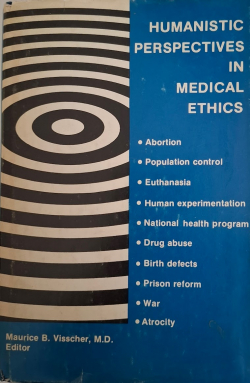 HUMANISTIC
PERSPECTIVES
IN
MEDICAL
ETHICS
• Abortion
• Population control
• Euthanasia
• Human experimentation
• National health program
• Drug abuse
• Birth defects
• Prison reform
• War
• Atrocity
Maurice B. Visscher, M.D.
Editor